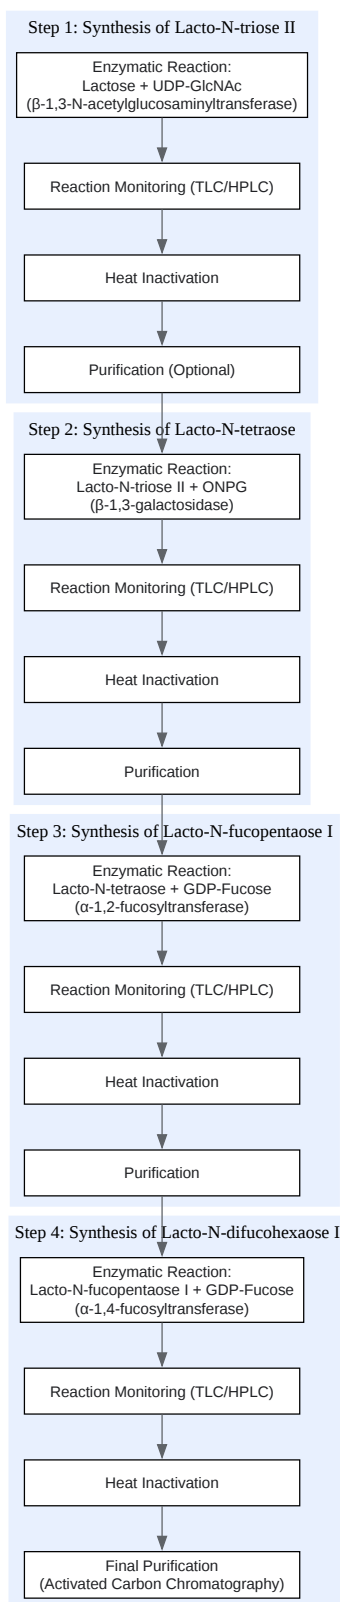 Step 1: Synthesis of Lacto-N-triose II
Enzymatic Reaction:
Lactose + UDP-GlcNAc
(β-1,3-N-acetylglucosaminyltransferase)
Reaction Monitoring (TLC/HPLC)
Heat Inactivation
Purification (Optional)
Step 2: Synthesis of Lacto-N-tetraose
Enzymatic Reaction:
Lacto-N-triose II + ONPG
(β-1,3-galactosidase)
Reaction Monitoring (TLC/HPLC)
Heat Inactivation
Purification
Step 3: Synthesis of Lacto-N-fucopentaose I
Enzymatic Reaction:
Lacto-N-tetraose + GDP-Fucose
(α-1,2-fucosyltransferase)
Reaction Monitoring (TLC/HPLC)
Heat Inactivation
Purification
Step 4: Synthesis of Lacto-N-difucohexaose I
Enzymatic Reaction:
Lacto-N-fucopentaose I + GDP-Fucose
(α-1,4-fucosyltransferase)
Reaction Monitoring (TLC/HPLC)
Heat Inactivation
Final Purification
(Activated Carbon Chromatography)